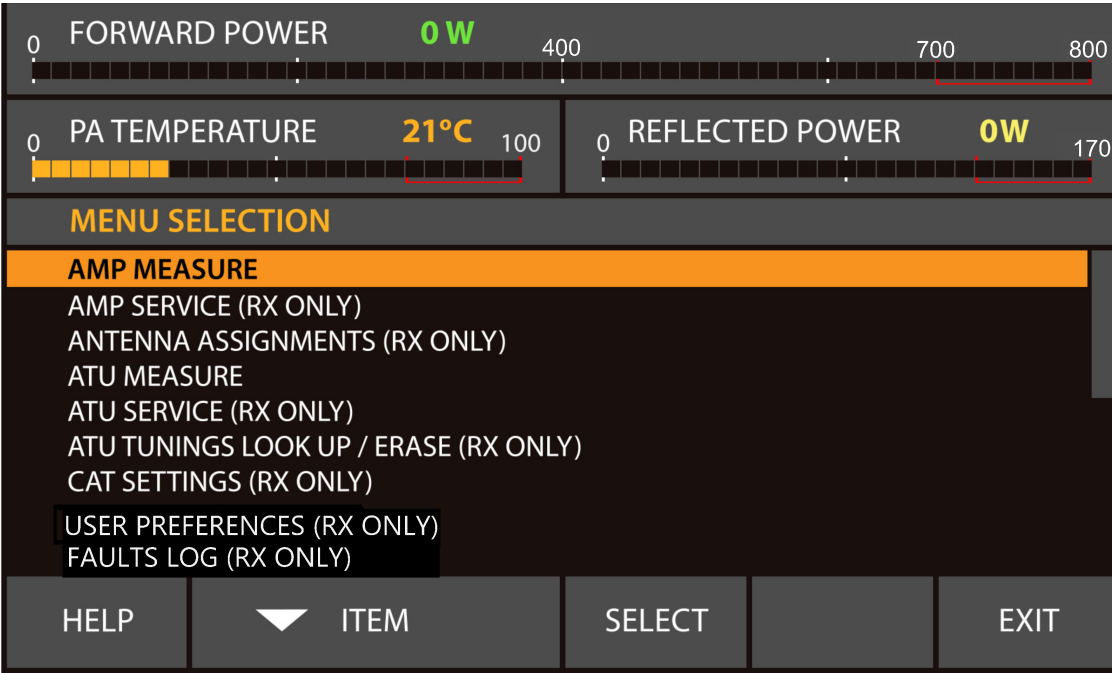 FORWARD POWER 0 W
0 400 700 800
PA TEMPERATURE 21°C
0 100
REFLECTED POWER 0W
0 170
MENU SELECTION
AMP MEASURE
AMP SERVICE (RX ONLY)
ANTENNA ASSIGNMENTS (RX ONLY)
ATU MEASURE
ATU SERVICE (RX ONLY)
ATU TUNINGS LOOK UP / ERASE (RX ONLY)
CAT SETTINGS (RX ONLY)
USER PREFERENCES (RX ONLY)
FAULTS LOG (RX ONLY)
HELP ITEM SELECT EXIT